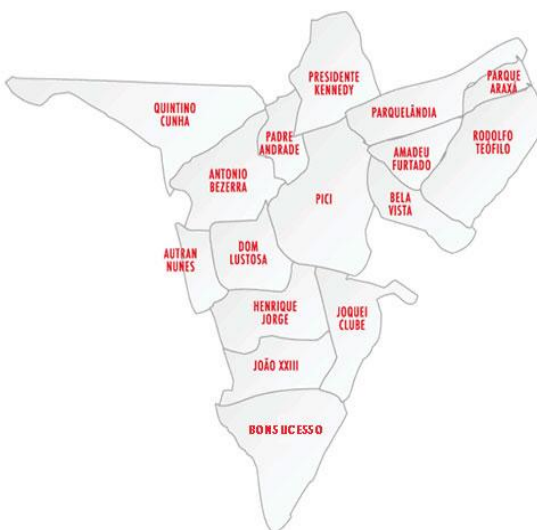 PRESIDENTE
KENNEDY
PARQUE
ARAXÁ
QUINTINO
CUNHA
PARQUELÂNDIA
PADRE
ANDRADE
RODOLFO
TEÓFILO
AMADEU
FURTADO
ANTONIO
BEZERRA
PICI
BELA
VISTA
AUTRAN
NUNES
DOM
LUSTOSA
HENRIQUE
JORGE
JOQUEI
CLUBE
JOÃO XXIII
BONSUCESSO